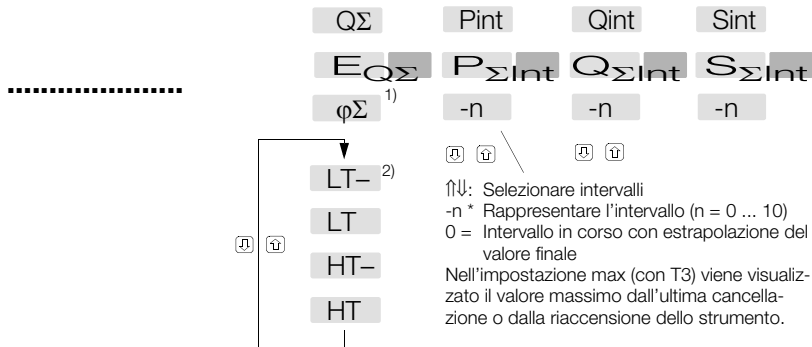 QΣ Pint Qint Sint
EQΣ PΣInt QΣInt SΣInt
φΣ 1) -n -n -n
LT– 2)
LT
HT–
HT
⇑⇓: Selezionare intervalli
-n * Rappresentare l'intervallo (n = 0 ... 10)
0 = Intervallo in corso con estrapolazione del
valore finale
Nell'impostazione max (con T3) viene visualiz-
zato il valore massimo dall'ultima cancella-
zione o dalla riaccensione dello strumento.